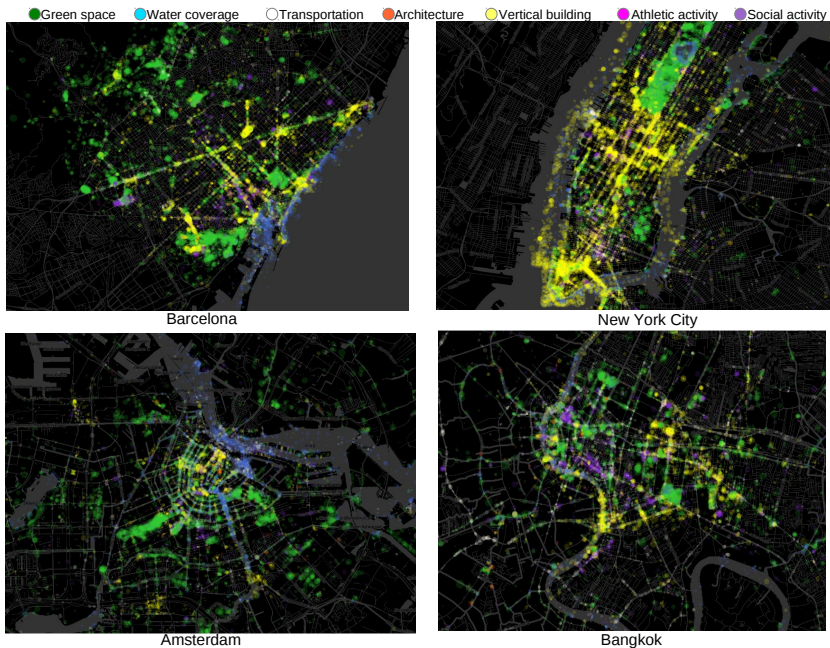 Green space Water coverage Transportation Architecture Vertical building Athletic activity Social activity
Barcelona
New York City
Amsterdam
Bangkok